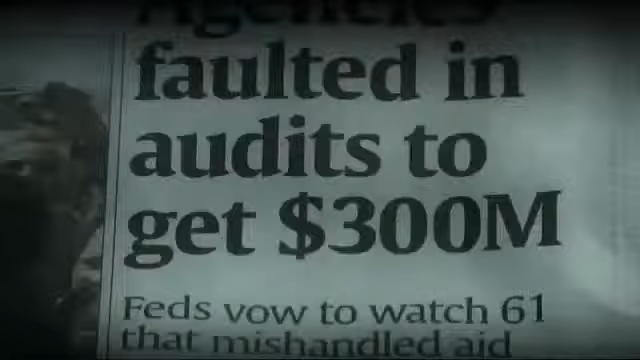 Agencies
faulted in
audits to
get $300M
Feds vow to watch 61
that mishandled aid